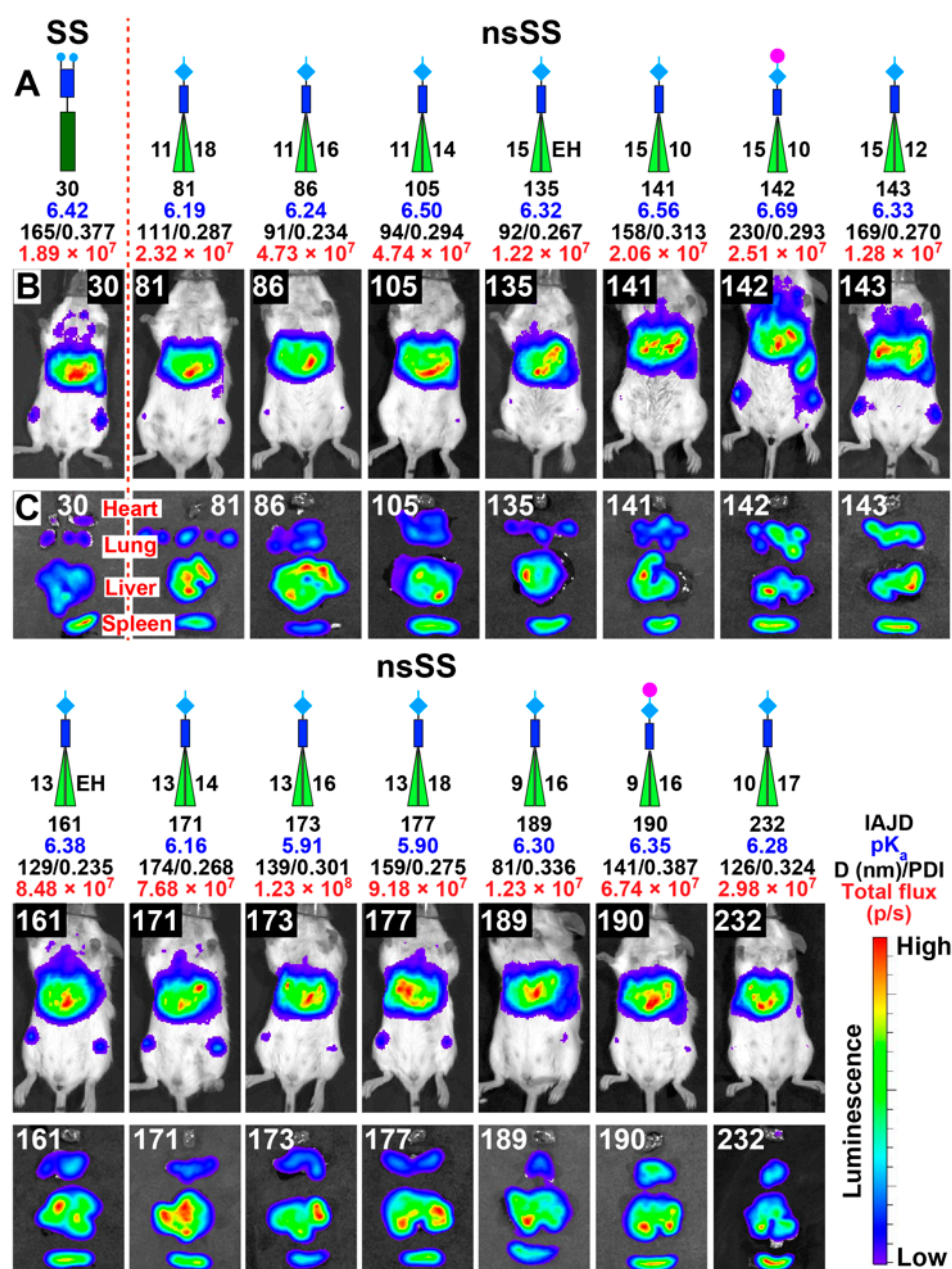 SS
nsSS
A
11 18
11 16
11 14
15 EH
15 10
15 10
15 12
30 81 86 105 135 141 142 143
6.42 6.19 6.24 6.50 6.32 6.56 6.69 6.33
165/0.377 111/0.287 91/0.234 94/0.294 92/0.267 158/0.313 230/0.293 169/0.270
1.89 × 10⁷ 2.32 × 10⁷ 4.73 × 10⁷ 4.74 × 10⁷ 1.22 × 10⁷ 2.06 × 10⁷ 2.51 × 10⁷ 1.28 × 10⁷
B 30 81 86 105 135 141 142 143
C 30 81 86 105 135 141 142 143
Heart
Lung
Liver
Spleen
nsSS
13 EH
13 14
13 16
13 18
9 16
9 16
10 17
161 171 173 177 189 190 232 IAJD
6.38 6.16 5.91 5.90 6.30 6.35 6.28 pKₐ
129/0.235 174/0.268 139/0.301 159/0.275 81/0.336 141/0.387 126/0.324 D (nm)/PDI
8.48 × 10⁷ 7.68 × 10⁷ 1.23 × 10⁸ 9.18 × 10⁷ 1.23 × 10⁷ 6.74 × 10⁷ 2.98 × 10⁷ Total flux
(p/s)
161 171 173 177 189 190 232
High
Luminescence
161 171 173 177 189 190 232
Low